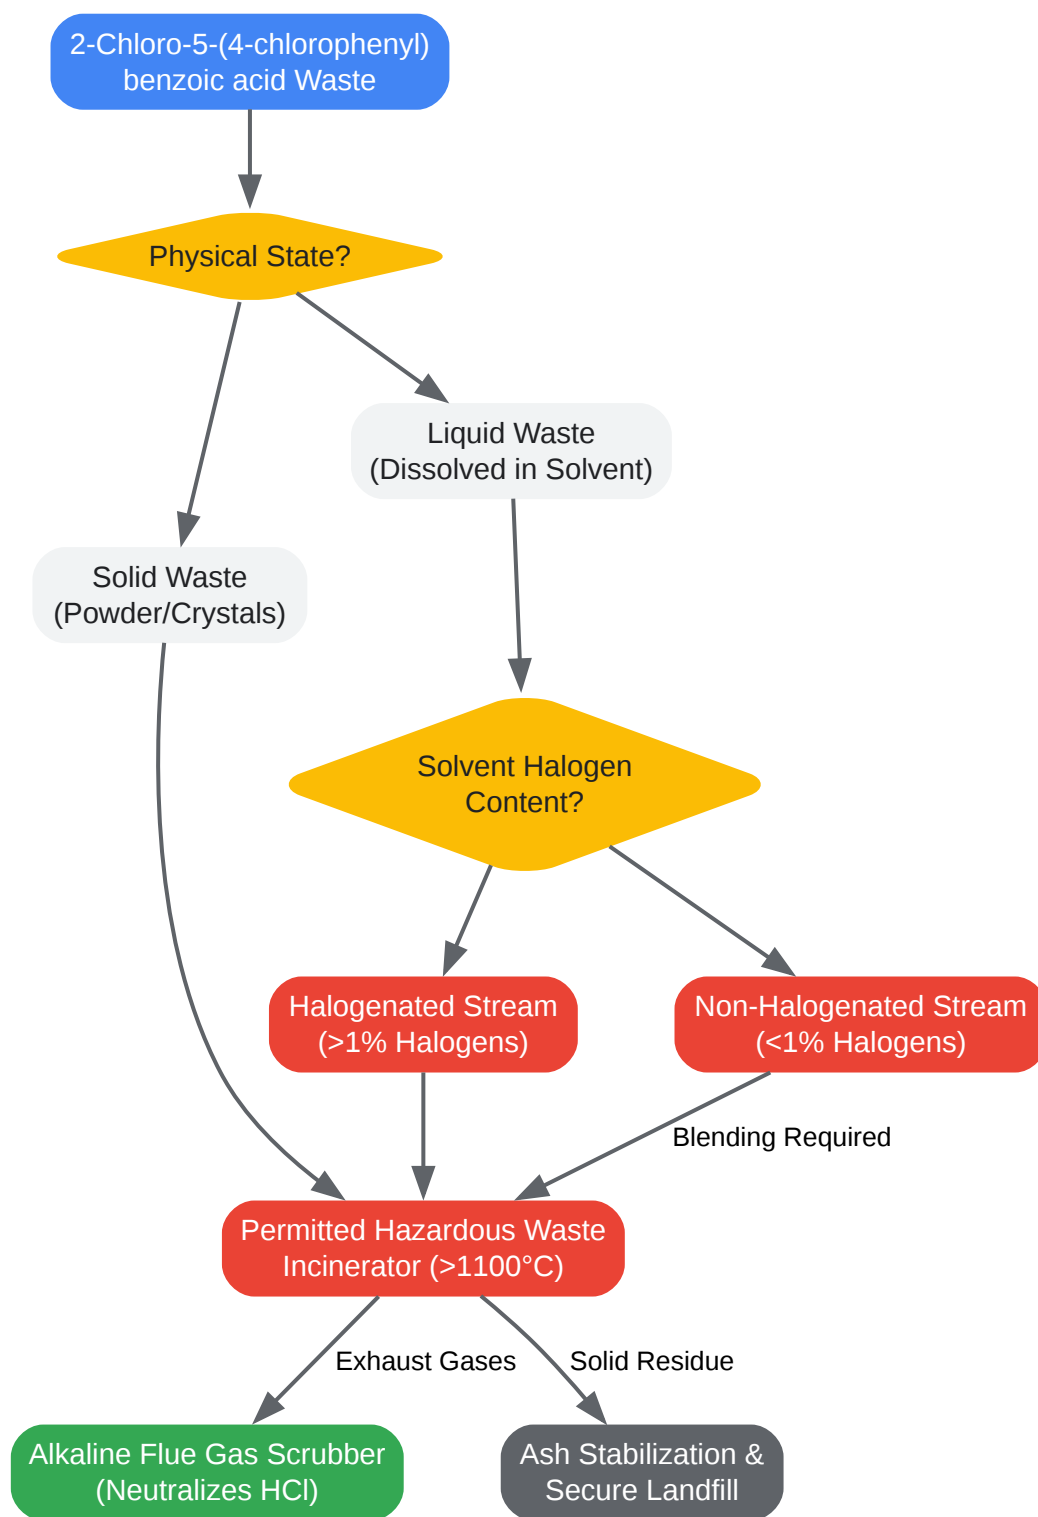 2-Chloro-5-(4-chlorophenyl)
benzoic acid Waste
Physical State?
Liquid Waste
(Dissolved in Solvent)
Solid Waste
(Powder/Crystals)
Solvent Halogen
Content?
Halogenated Stream
(>1% Halogens)
Non-Halogenated Stream
(<1% Halogens)
Blending Required
Permitted Hazardous Waste
Incinerator (>1100°C)
Exhaust Gases
Solid Residue
Alkaline Flue Gas Scrubber
(Neutralizes HCl)
Ash Stabilization &
Secure Landfill